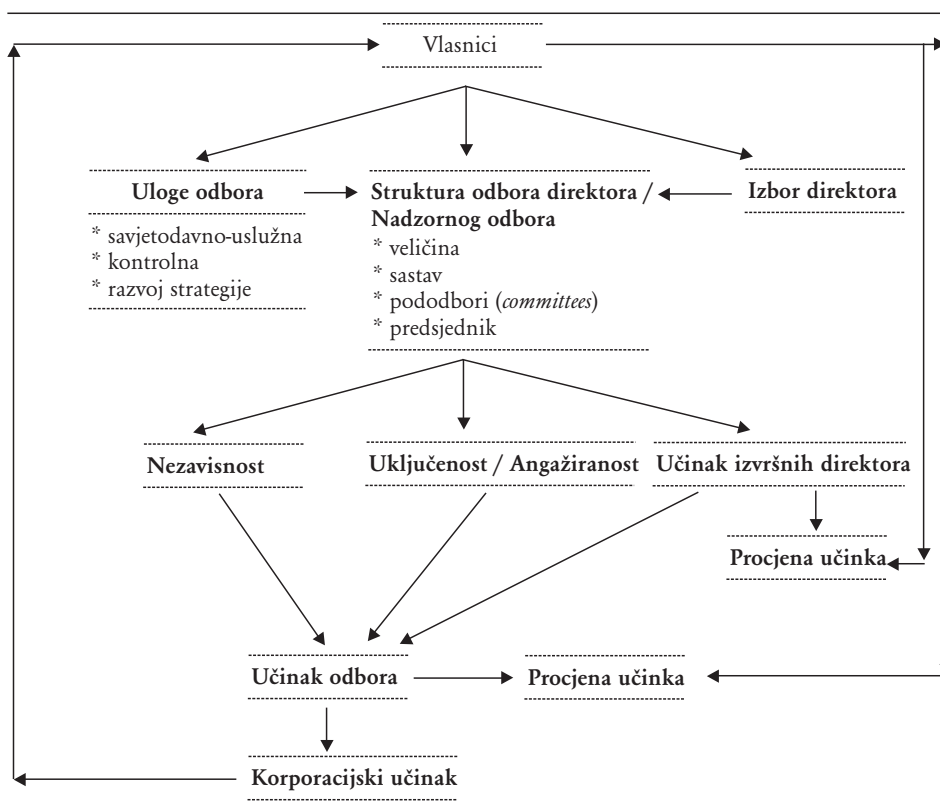 Vlasnici
Uloge odbora
* savjetodavno-uslužna
* kontrolna
* razvoj strategije
Struktura odbora direktora /
Nadzornog odbora
* veličina
* sastav
* pododbori (committees)
* predsjednik
Izbor direktora
Nezavisnost
Uključenost / Angažiranost
Učinak izvršnih direktora
Procjena učinka
Učinak odbora
Procjena učinka
Korporacijski učinak